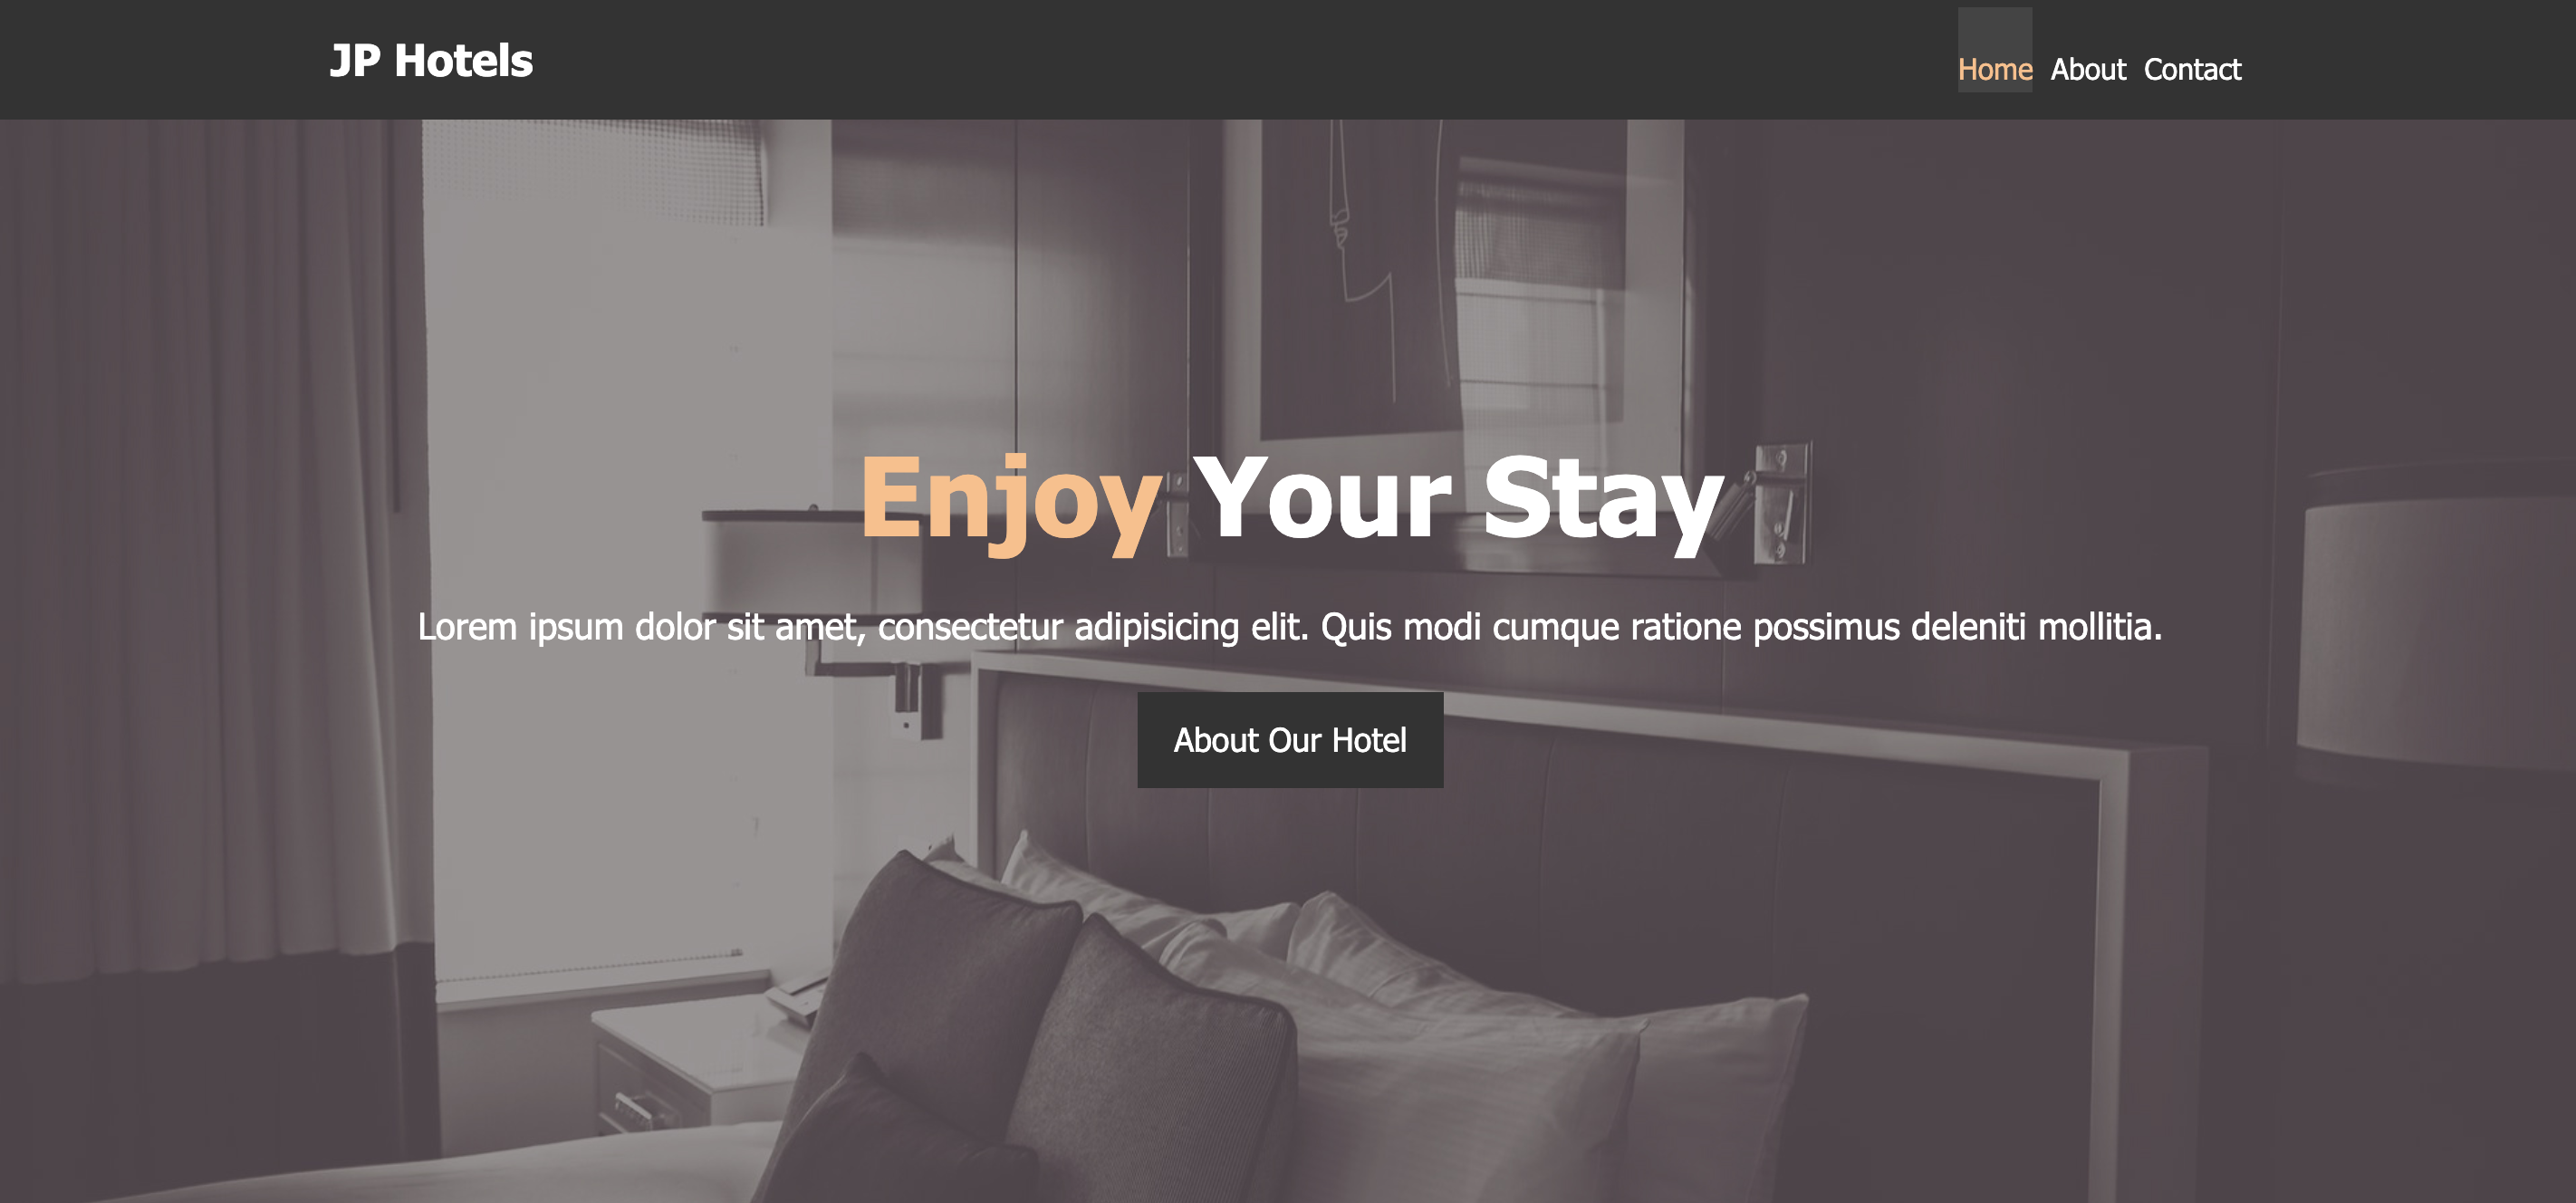 JP Hotels
Home About Contact
Enjoy Your Stay
Lorem ipsum dolor sit amet, consectetur adipisicing elit. Quis modi cumque ratione possimus deleniti mollitia.
About Our Hotel